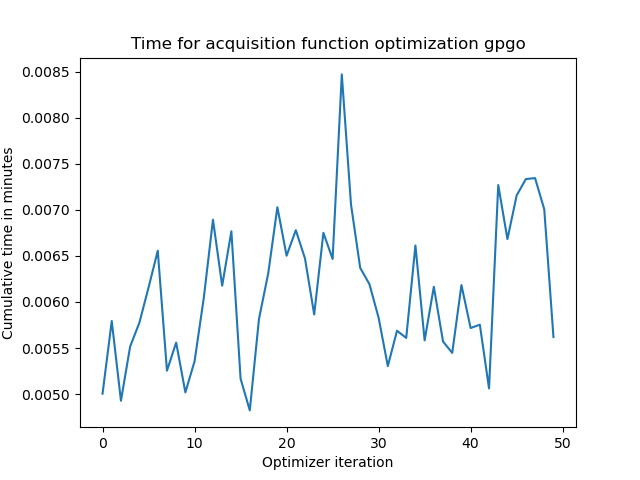 Time for acquisition function optimization gpgo
Cumulative time in minutes
0.0085
0.0080
0.0075
0.0070
0.0065
0.0060
0.0055
0.0050
0 10 20 30 40 50
Optimizer iteration